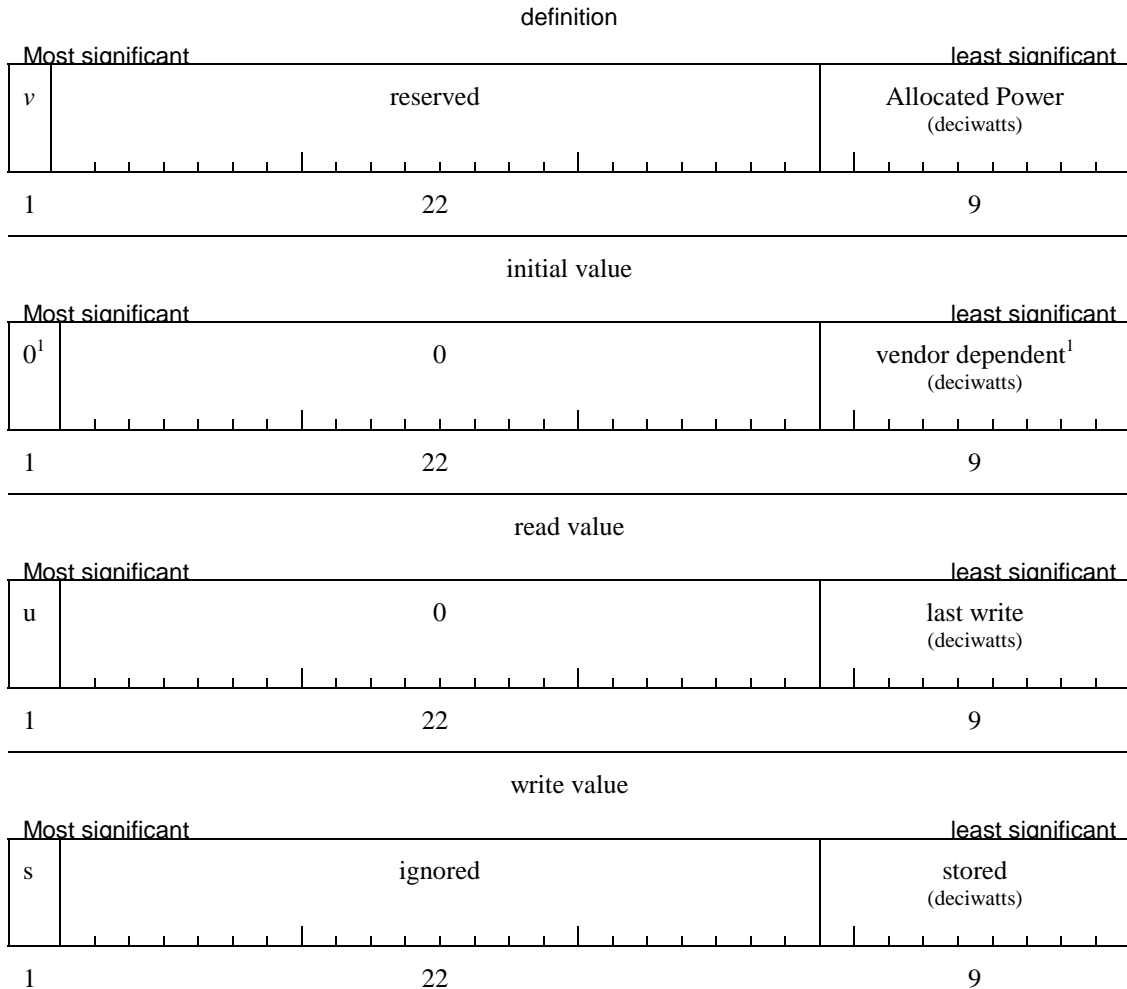 definition
Most significant least significant
v reserved Allocated Power
(deciwatts)
1 22 9
initial value
Most significant least significant
0¹ 0 vendor dependent¹
(deciwatts)
1 22 9
read value
Most significant least significant
u 0 last write
(deciwatts)
1 22 9
write value
Most significant least significant
s ignored stored
(deciwatts)
1 22 9